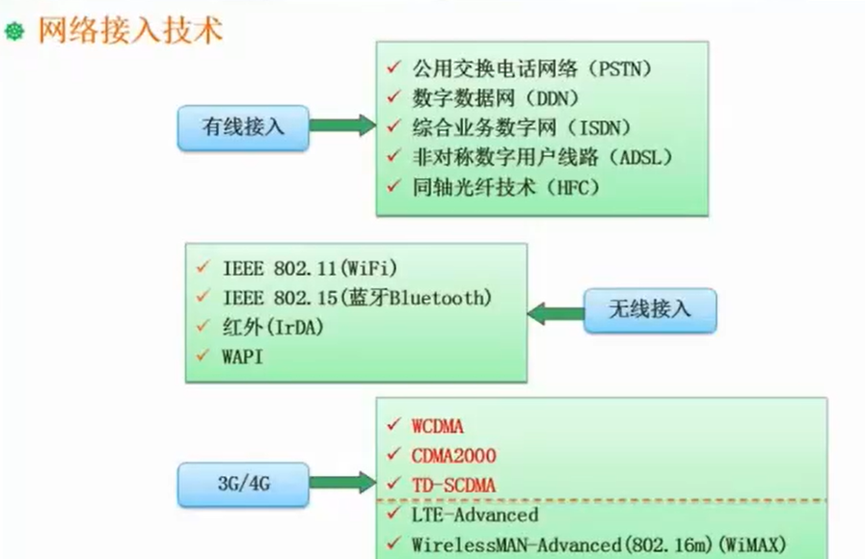 网络接入技术
有线接入
公用交换电话网络（PSTN）
数字数据网（DDN）
综合业务数字网（ISDN）
非对称数字用户线路（ADSL）
同轴光纤技术（HFC）
IEEE 802.11(WiFi)
IEEE 802.15(蓝牙Bluetooth)
红外(IrDA)
WAPI
无线接入
3G/4G
WCDMA
CDMA2000
TD-SCDMA
LTE-Advanced
WirelessMAN-Advanced(802.16m)(WiMAX)